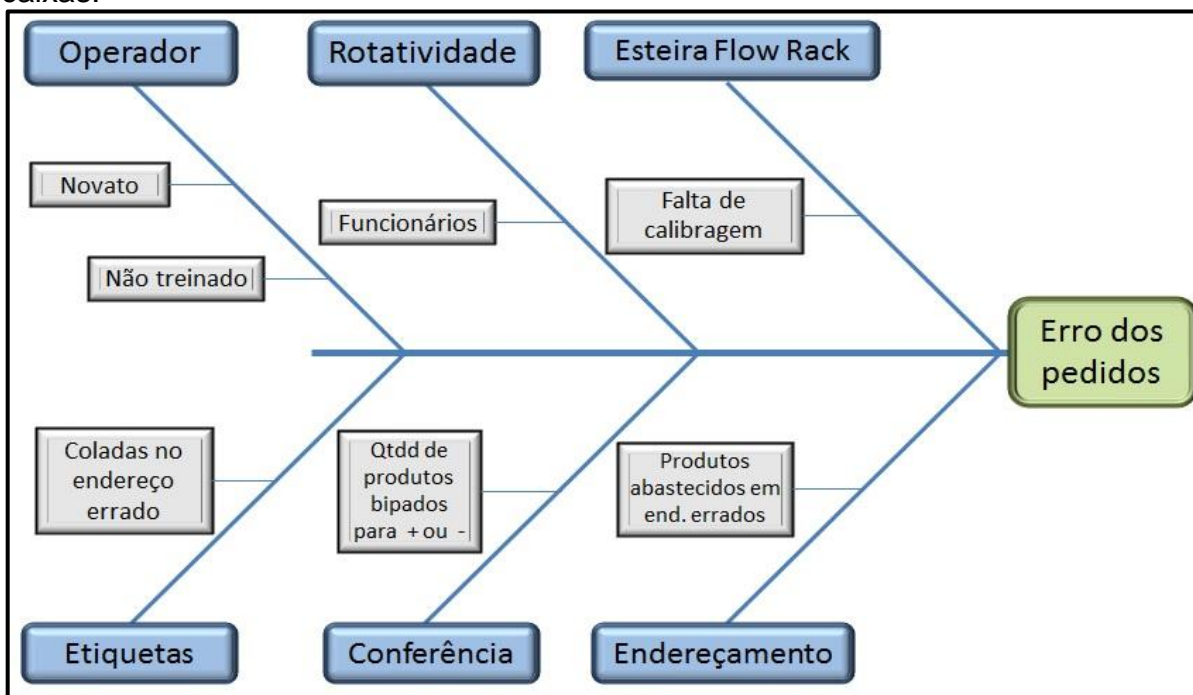 caixão.
Operador
Rotatividade
Esteira Flow Rack
Novato
Funcionários
Falta de
calibragem
Não treinado
Erro dos
pedidos
Coladas no
endereço
errado
Qtdd de
produtos
bipados
para + ou -
Produtos
abastecidos em
end. errados
Etiquetas
Conferência
Endereçamento